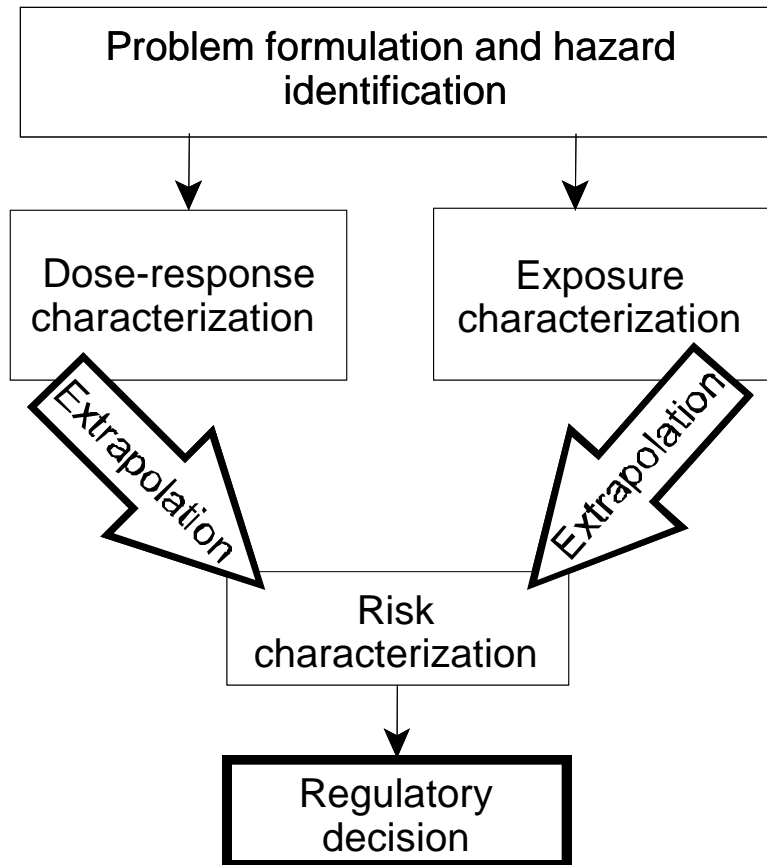 Problem formulation and hazard
identification
Dose-response
characterization
Exposure
characterization
Extrapolation
Extrapolation
Risk
characterization
Regulatory
decision